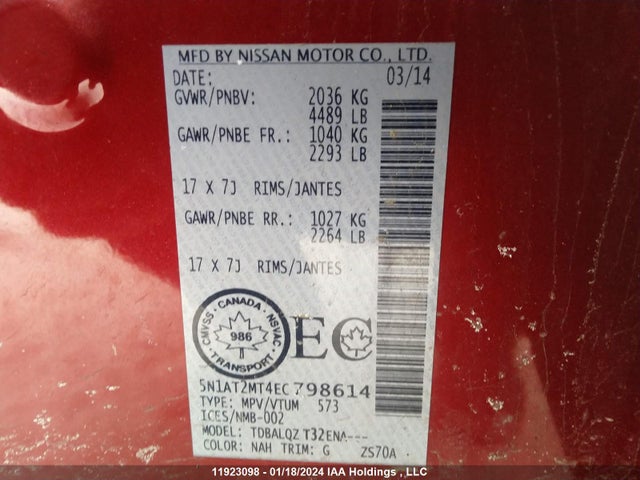 MFD BY NISSAN MOTOR CO., LTD.
DATE: 03/14
GVWR/PNBV: 2036 KG
4489 LB
GAWR/PNBE FR.: 1040 KG
2293 LB
17 X 7J RIMS/JANTES
GAWR/PNBE RR.: 1027 KG
2264 LB
17 X 7J RIMS/JANTES
CMVSS - CANADA - NSVAC
986
TRANSPORT
EC
5N1AT2MT4EC798614
TYPE: MPV/VTUM 573
ICES/NMB-002
MODEL: TDBALQZ T32ENA---
COLOR: NAH TRIM: G ZS70A
11923098 - 01/18/2024 IAA Holdings , LLC